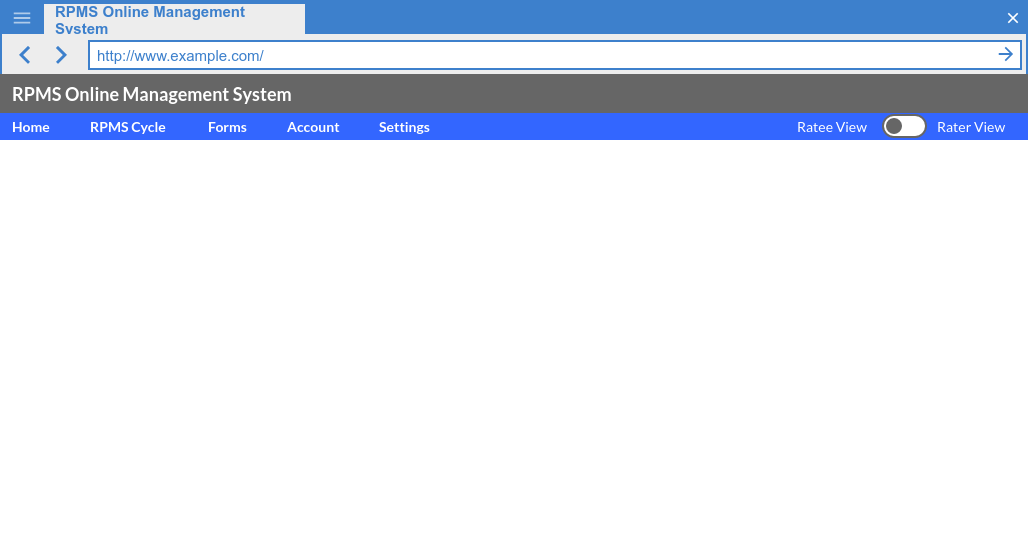 RPMS Online Management
System
http://www.example.com/
RPMS Online Management System
Home RPMS Cycle Forms Account Settings Ratee View Rater View